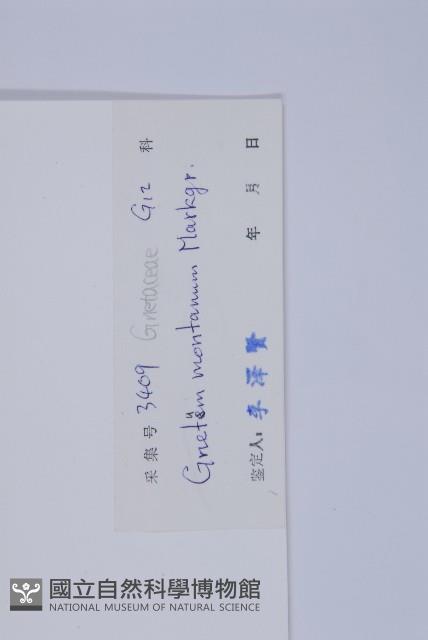 采集号 3409 Gnetaceae G12 科
Gnetum montanum Markgr.
鉴定人: 李泽贤 年 月 日
國立自然科學博物館
NATIONAL MUSEUM OF NATURAL SCIENCE